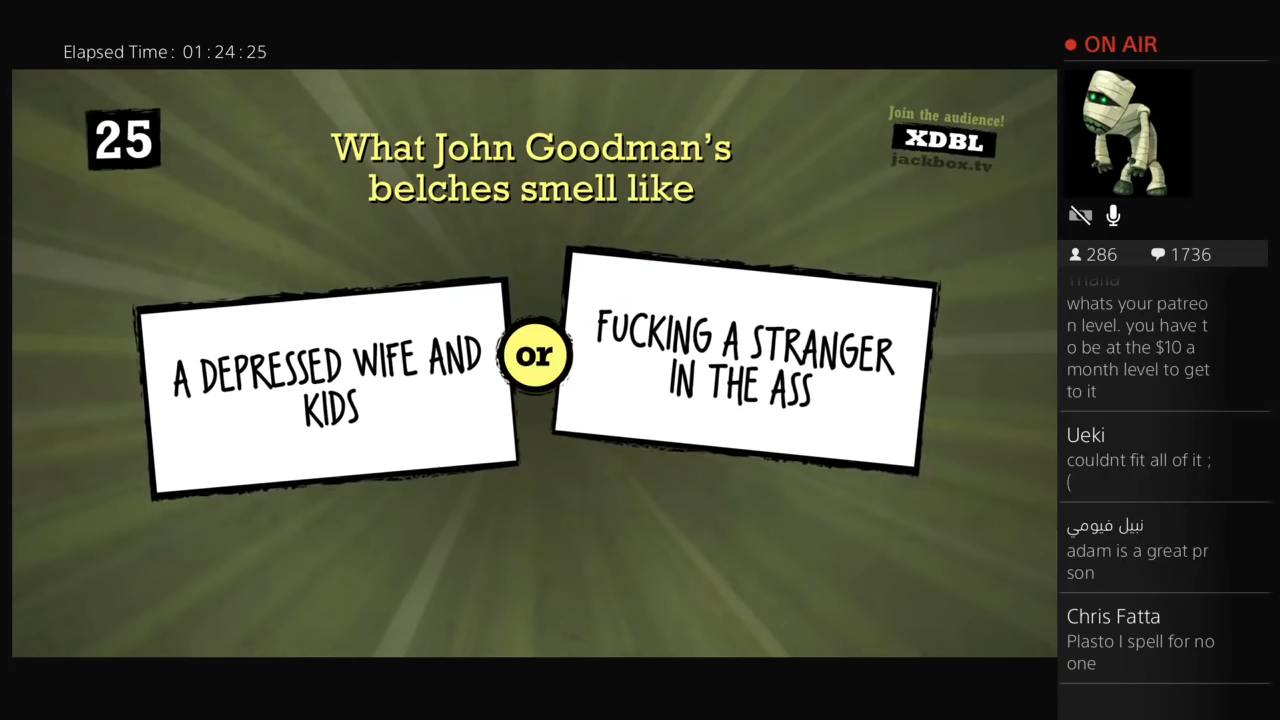 Elapsed Time: 01:24:25
ON AIR
25
What John Goodman's
belches smell like
Join the audience!
XDBL
jackbox.tv
A DEPRESSED WIFE AND
KIDS
or
FUCKING A STRANGER
IN THE ASS
286 1736
whats your patreo
n level. you have t
o be at the $10 a
month level to get
to it
Ueki
couldnt fit all of it ;
(
نبيل فيومي
adam is a great pr
son
Chris Fatta
Plasto I spell for no
one